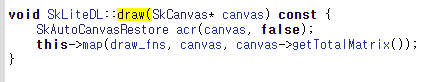 void SkLiteDL::draw(SkCanvas* canvas) const {
    SkAutoCanvasRestore acr(canvas, false);
    this->map(draw_fns, canvas, canvas->getTotalMatrix());
}